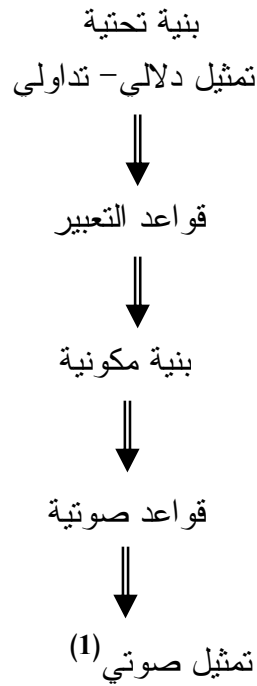 بنية تحتية
تمثيل دلالي– تداولي
قواعد التعبير
بنية مكونية
قواعد صوتية
تمثيل صوتي(1)